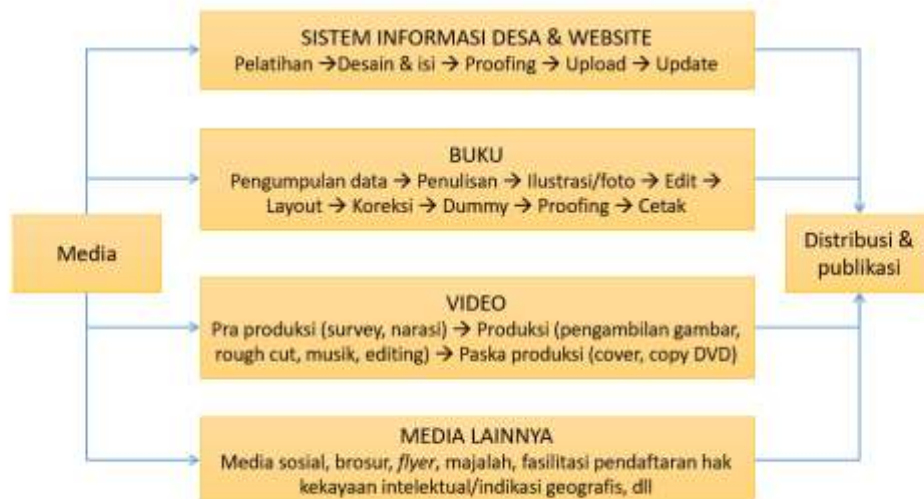 SISTEM INFORMASI DESA & WEBSITE
Pelatihan →Desain & isi → Proofing → Upload → Update
BUKU
Pengumpulan data → Penulisan → Ilustrasi/foto → Edit →
Layout → Koreksi → Dummy → Proofing → Cetak
Media
Distribusi &
publikasi
VIDEO
Pra produksi (survey, narasi) → Produksi (pengambilan gambar,
rough cut, musik, editing) → Paska produksi (cover, copy DVD)
MEDIA LAINNYA
Media sosial, brosur, flyer, majalah, fasilitasi pendaftaran hak
kekayaan intelektual/indikasi geografis, dll